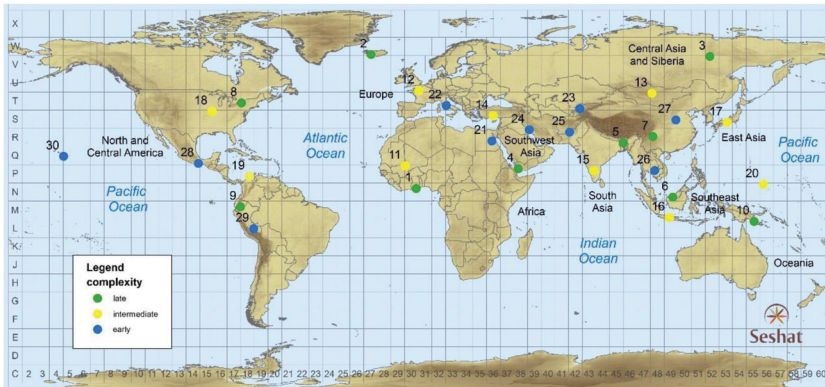 X
W
V
U
T
S
R
Q
P
N
M
L
K
J
H
G
F
E
D
C 2 3 4 5 6 7 8 9 10 11 12 13 14 15 16 17 18 19 20 21 22 23 24 25 26 27 28 29 30 31 32 33 34 35 36 37 38 39 40 41 42 43 44 45 46 47 48 49 50 51 52 53 54 55 56 57 58 59 60
2
3
Central Asia
and Siberia
12
13
Europe
8
22
18
14
23
24
25
27
17
7
5
21
Southwest
Asia
East Asia
North and
Central America
Atlantic
Ocean
Pacific
Ocean
30
28
11
4
15
26
20
19
1
South
Asia
Pacific
Ocean
9
29
6
Southeast
Asia
16
10
Africa
Indian
Ocean
Oceania
Legend
complexity
late
intermediate
early
Seshat